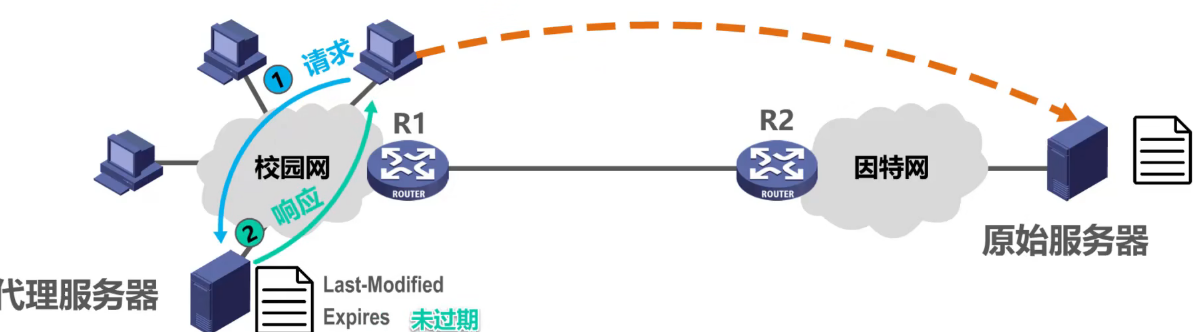 1 请求
R1
R2
校园网
因特网
ROUTER
ROUTER
2 响应
原始服务器
代理服务器
Last-Modified
Expires 未过期